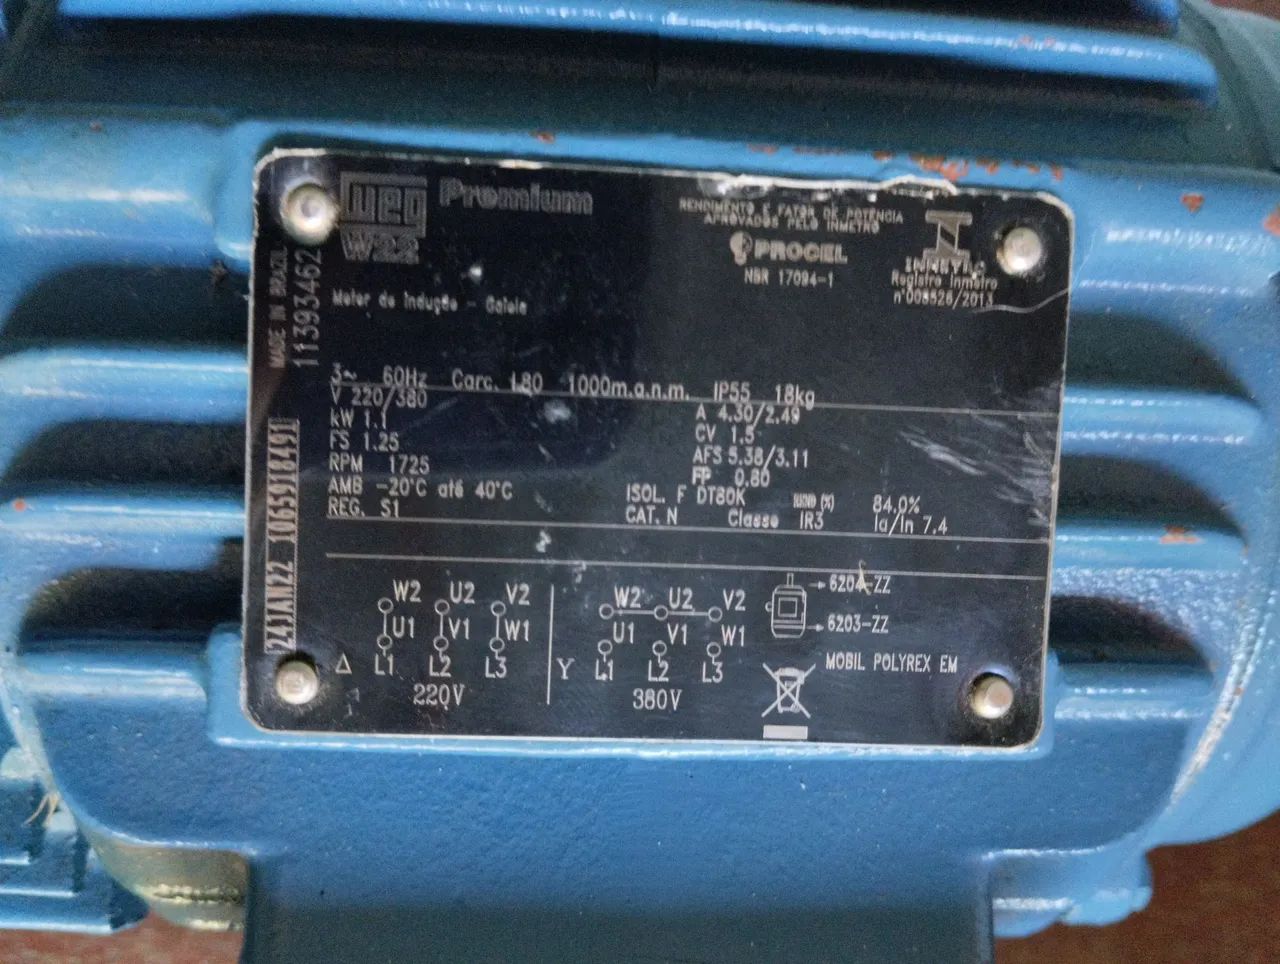 WEG Premium
W22
RENDIMENTO E FATOR DE POTÊNCIA
APROVADOS PELO INMETRO
PROCEL
NBR 17094-1
INMETRO
Registro Inmetro
/2013
MADE IN BRAZIL
11393462
Motor de Indução - Gaiola
3~ 60Hz Carc. L80 1000m.a.n.m. IP55 18kg
V 220/380 A 4.30/2.49
kW 1.1 CV 1.5
FS 1.25 AFS 5.38/3.11
RPM 1725 FP 0.80
AMB -20°C até 40°C ISOL. F DT80K REND (%) 84.0%
REG. S1 CAT. N Classe IR3 Ia/In 7.4
24JAN22 1065918491
W2 U2 V2
U1 V1 W1
Δ L1 L2 L3
220V
W2 U2 V2
U1 V1 W1
Y L1 L2 L3
380V
6204-ZZ
6203-ZZ
MOBIL POLYREX EM